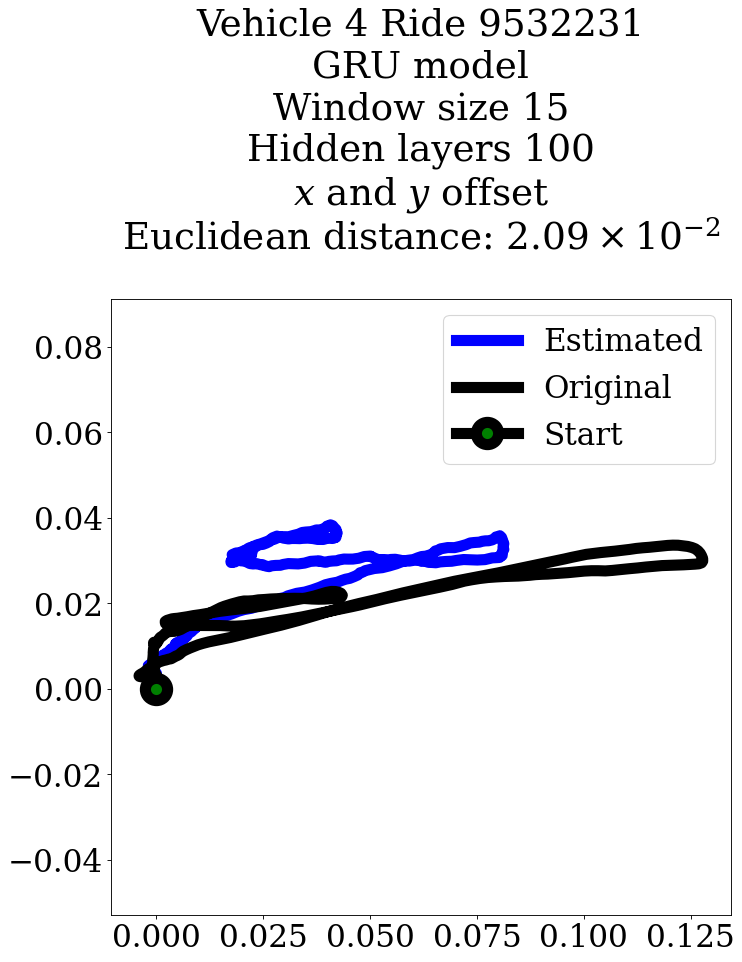 Vehicle 4 Ride 9532231
GRU model
Window size 15
Hidden layers 100
x and y offset
Euclidean distance: 2.09 × 10⁻²
Estimated
Original
Start
0.08
0.06
0.04
0.02
0.00
−0.02
−0.04
0.000 0.025 0.050 0.075 0.100 0.125